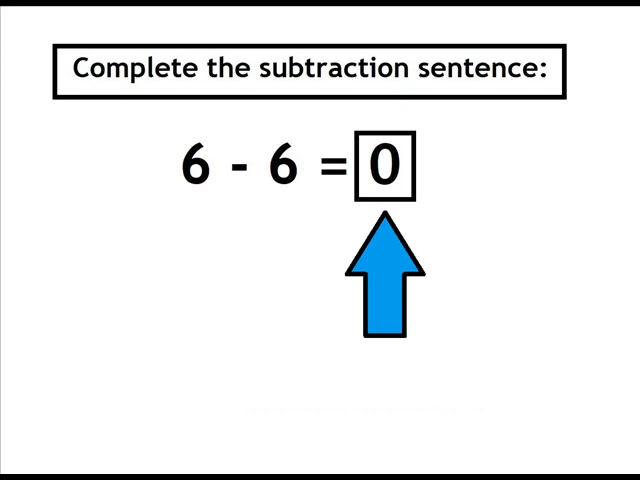 Complete the subtraction sentence:
6 - 6 = 0